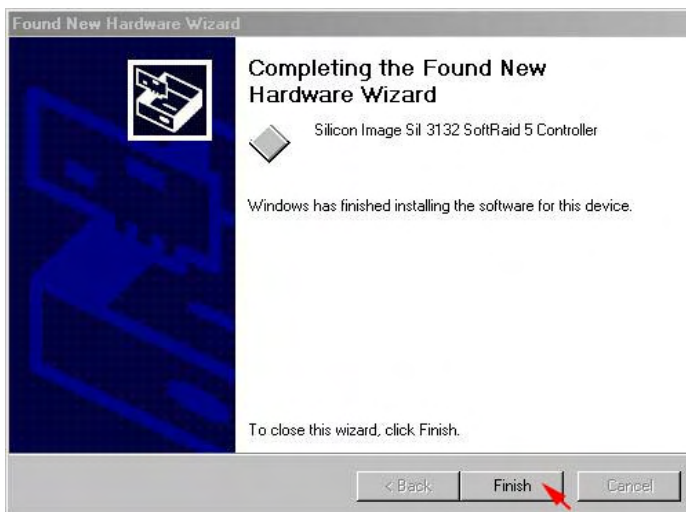 Found New Hardware Wizard
Completing the Found New
Hardware Wizard
Silicon Image SiI 3132 SoftRaid 5 Controller
Windows has finished installing the software for this device.
To close this wizard, click Finish.
< Back
Finish
Cancel